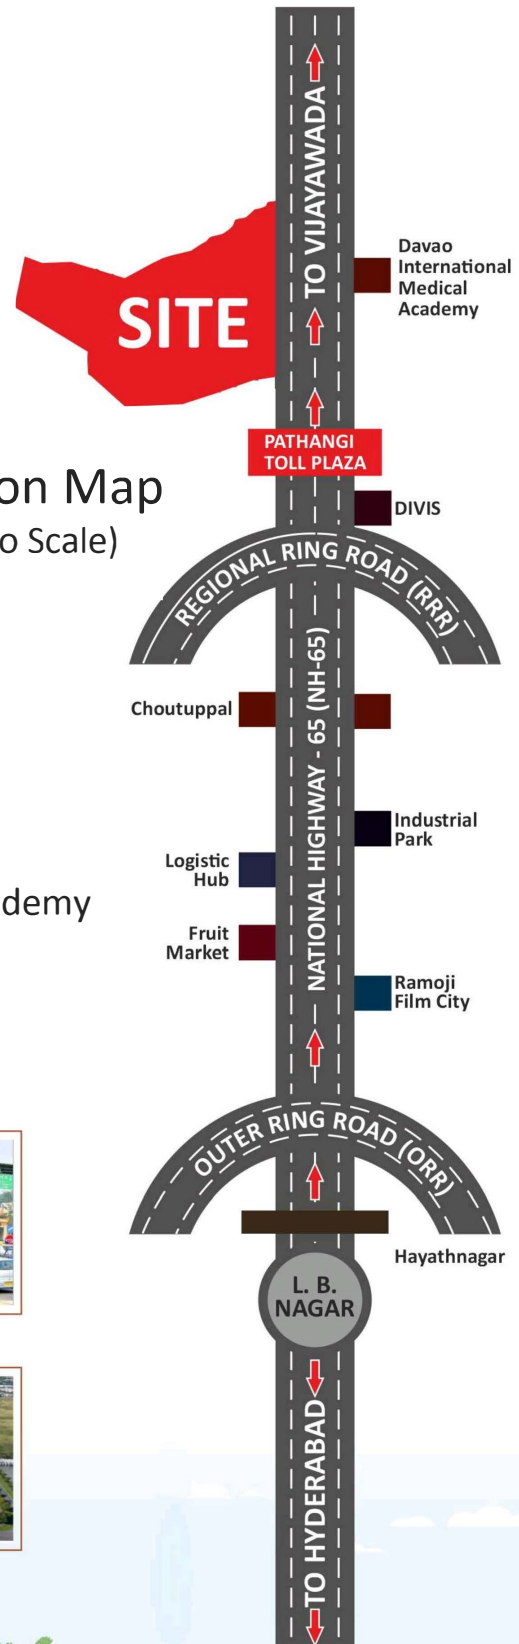 TO VIJAYAWADA
Davao
International
Medical
Academy
SITE
PATHANGI
TOLL PLAZA
on Map
o Scale)
DIVIS
REGIONAL RING ROAD (RRR)
NATIONAL HIGHWAY - 65 (NH-65)
Choutuppal
Industrial
Park
Logistic
Hub
demy
Fruit
Market
Ramoji
Film City
OUTER RING ROAD (ORR)
Hayathnagar
L. B.
NAGAR
TO HYDERABAD